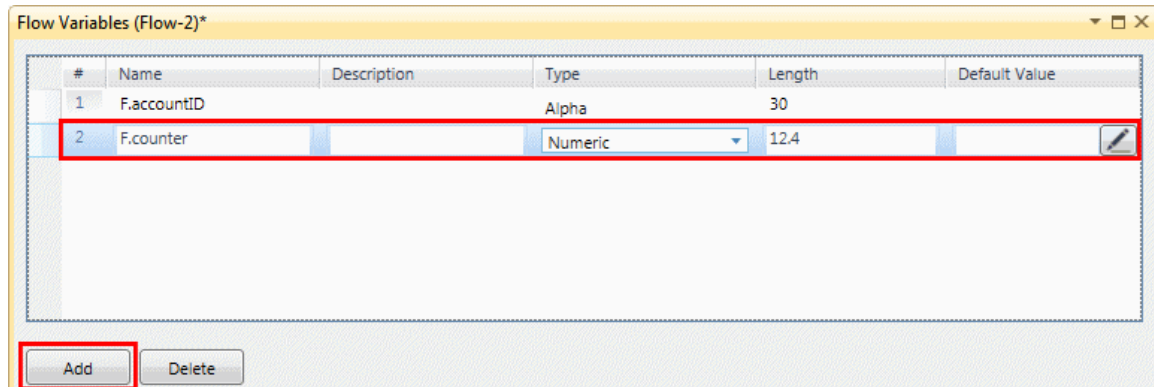 Flow Variables (Flow-2)*
# Name Description Type Length Default Value
1 F.accountID Alpha 30
2 F.counter Numeric 12.4
Add Delete